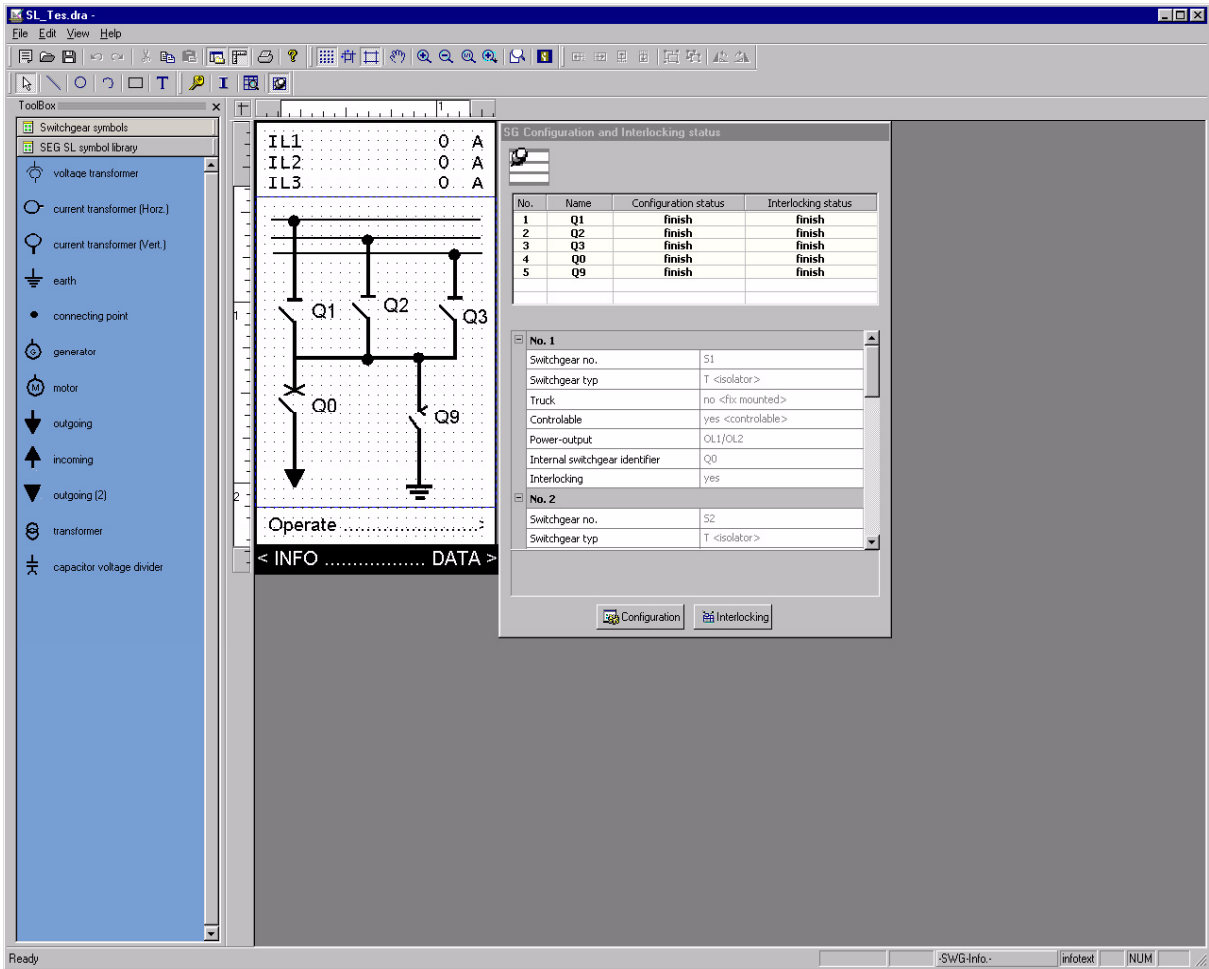 SL_Tes.dra -
File Edit View Help
ToolBox
Switchgear symbols
SEG SL symbol library
voltage transformer
current transformer (Horz.)
current transformer (Vert.)
earth
connecting point
G generator
M motor
outgoing
incoming
outgoing (2)
transformer
capacitor voltage divider
1
1
2
IL1 0 A
IL2 0 A
IL3 0 A
Q1 Q2 Q3
Q0 Q9
Operate ........................>
< INFO .................. DATA >
SG Configuration and Interlocking status
No. Name Configuration status Interlocking status
1 Q1 finish finish
2 Q2 finish finish
3 Q3 finish finish
4 Q0 finish finish
5 Q9 finish finish
No. 1
Switchgear no. S1
Switchgear typ T <isolator>
Truck no <fix mounted>
Controlable yes <controlable>
Power-output OL1/OL2
Internal switchgear identifier Q0
Interlocking yes
No. 2
Switchgear no. S2
Switchgear typ T <isolator>
Configuration Interlocking
Ready -SWG-Info.- infotext NUM